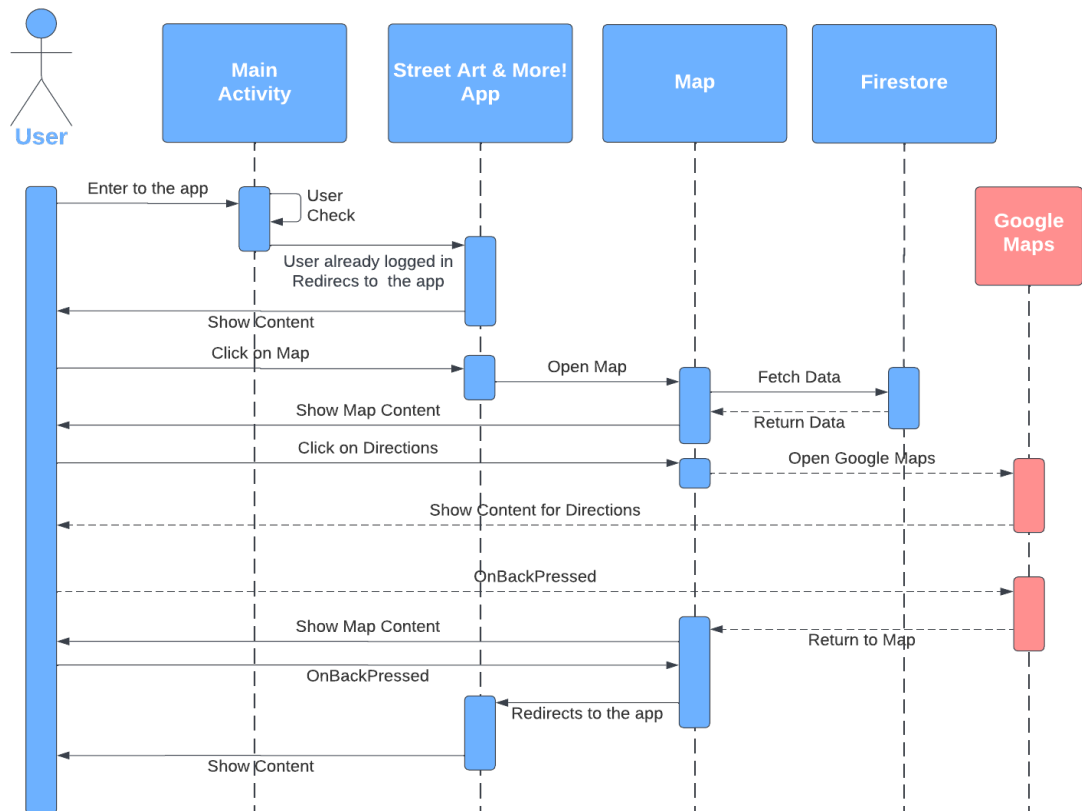 Main
Activity
Street Art & More!
App
Map
Firestore
User
Enter to the app
User
Check
Google
Maps
User already logged in
Redirecs to  the app
Show Content
Click on Map
Open Map
Fetch Data
Show Map Content
Return Data
Click on Directions
Open Google Maps
Show Content for Directions
OnBackPressed
Show Map Content
Return to Map
OnBackPressed
Redirects to the app
Show Content